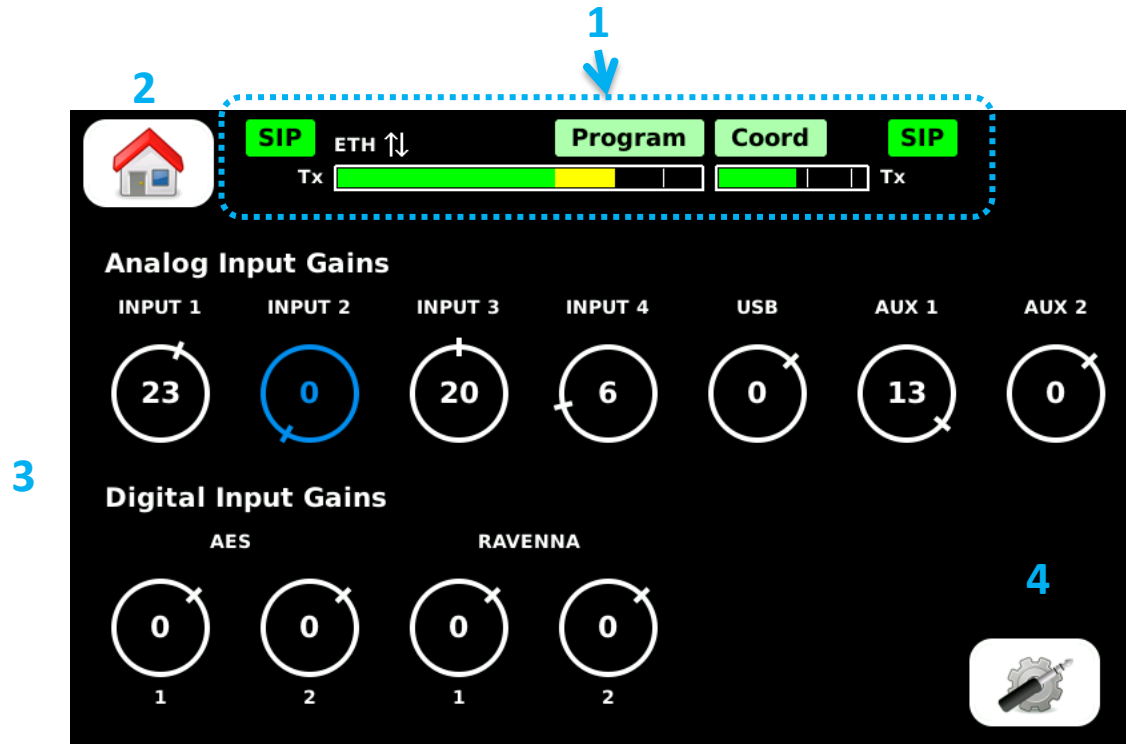 1
2
SIP ETH Program Coord SIP
Tx Tx
Analog Input Gains
INPUT 1 INPUT 2 INPUT 3 INPUT 4 USB AUX 1 AUX 2
23 0 20 6 0 13 0
3
Digital Input Gains
AES RAVENNA
4
0 0 0 0
1 2 1 2